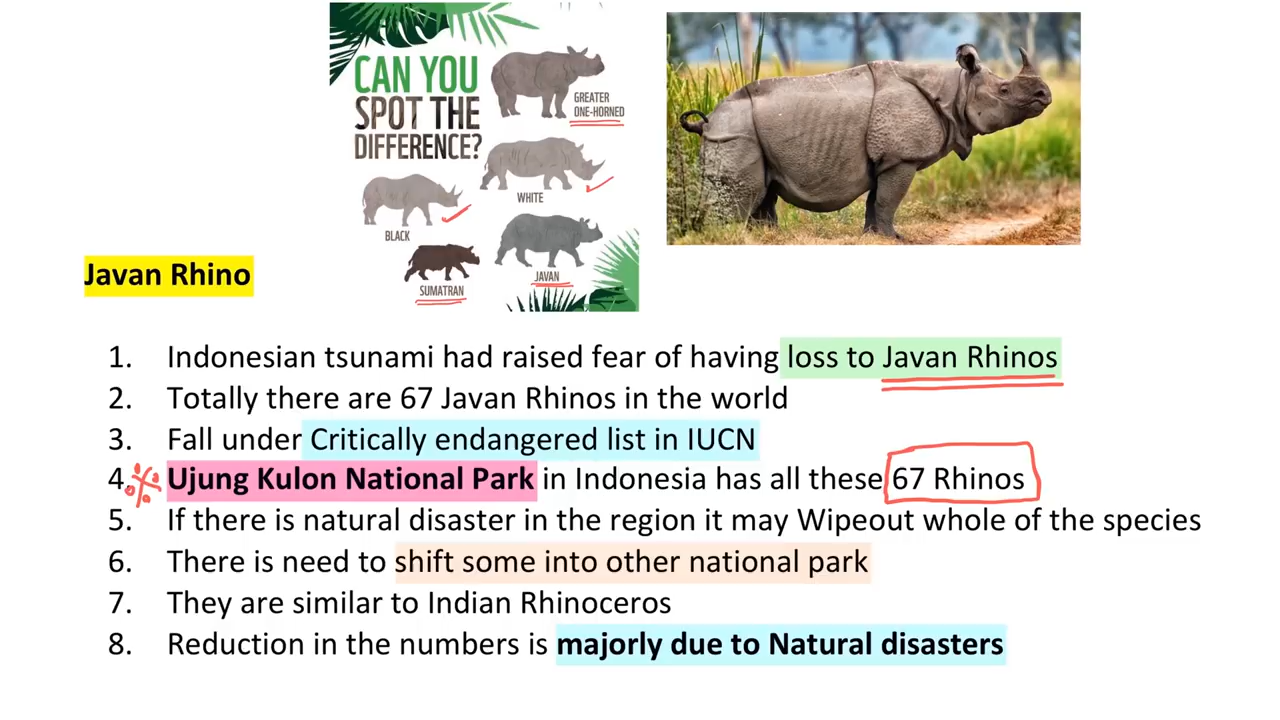 CAN YOU
SPOT THE
DIFFERENCE?
GREATER
ONE-HORNED
WHITE
BLACK
JAVAN
SUMATRAN
Javan Rhino
1. Indonesian tsunami had raised fear of having loss to Javan Rhinos
2. Totally there are 67 Javan Rhinos in the world
3. Fall under Critically endangered list in IUCN
4. Ujung Kulon National Park in Indonesia has all these 67 Rhinos
5. If there is natural disaster in the region it may Wipeout whole of the species
6. There is need to shift some into other national park
7. They are similar to Indian Rhinoceros
8. Reduction in the numbers is majorly due to Natural disasters